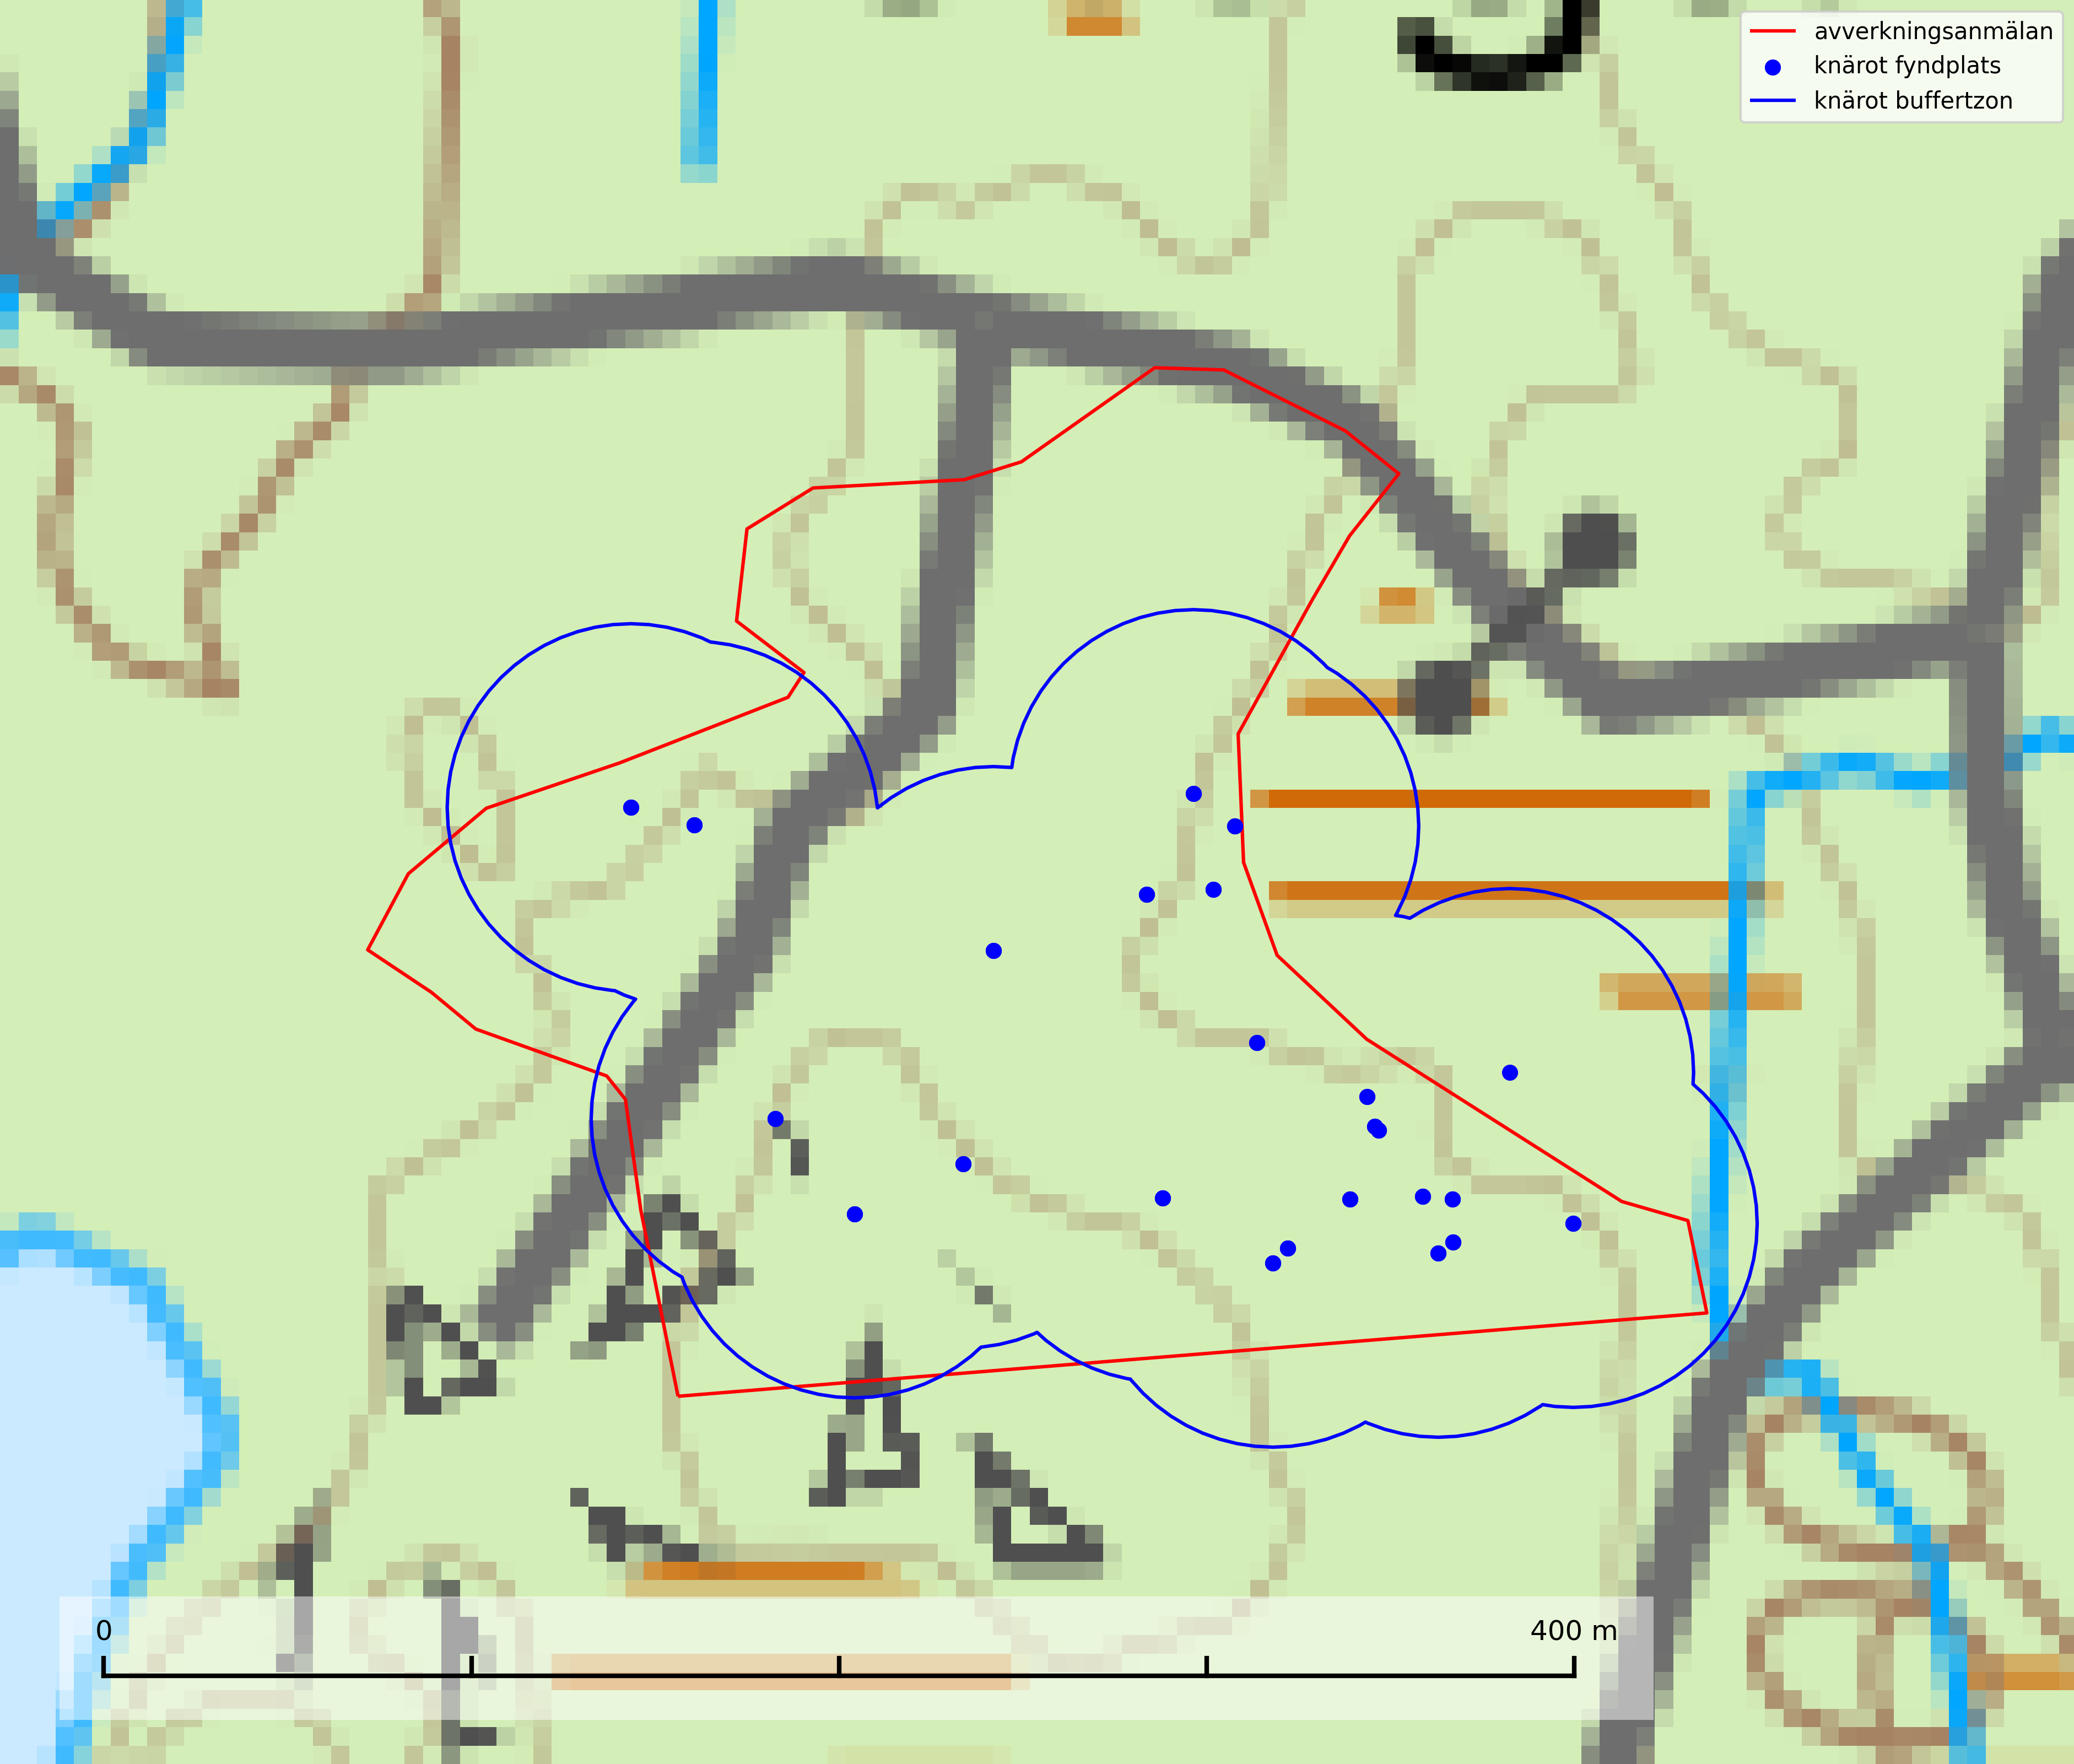 avverkningsanmälan
knärot fyndplats
knärot buffertzon
0
400 m